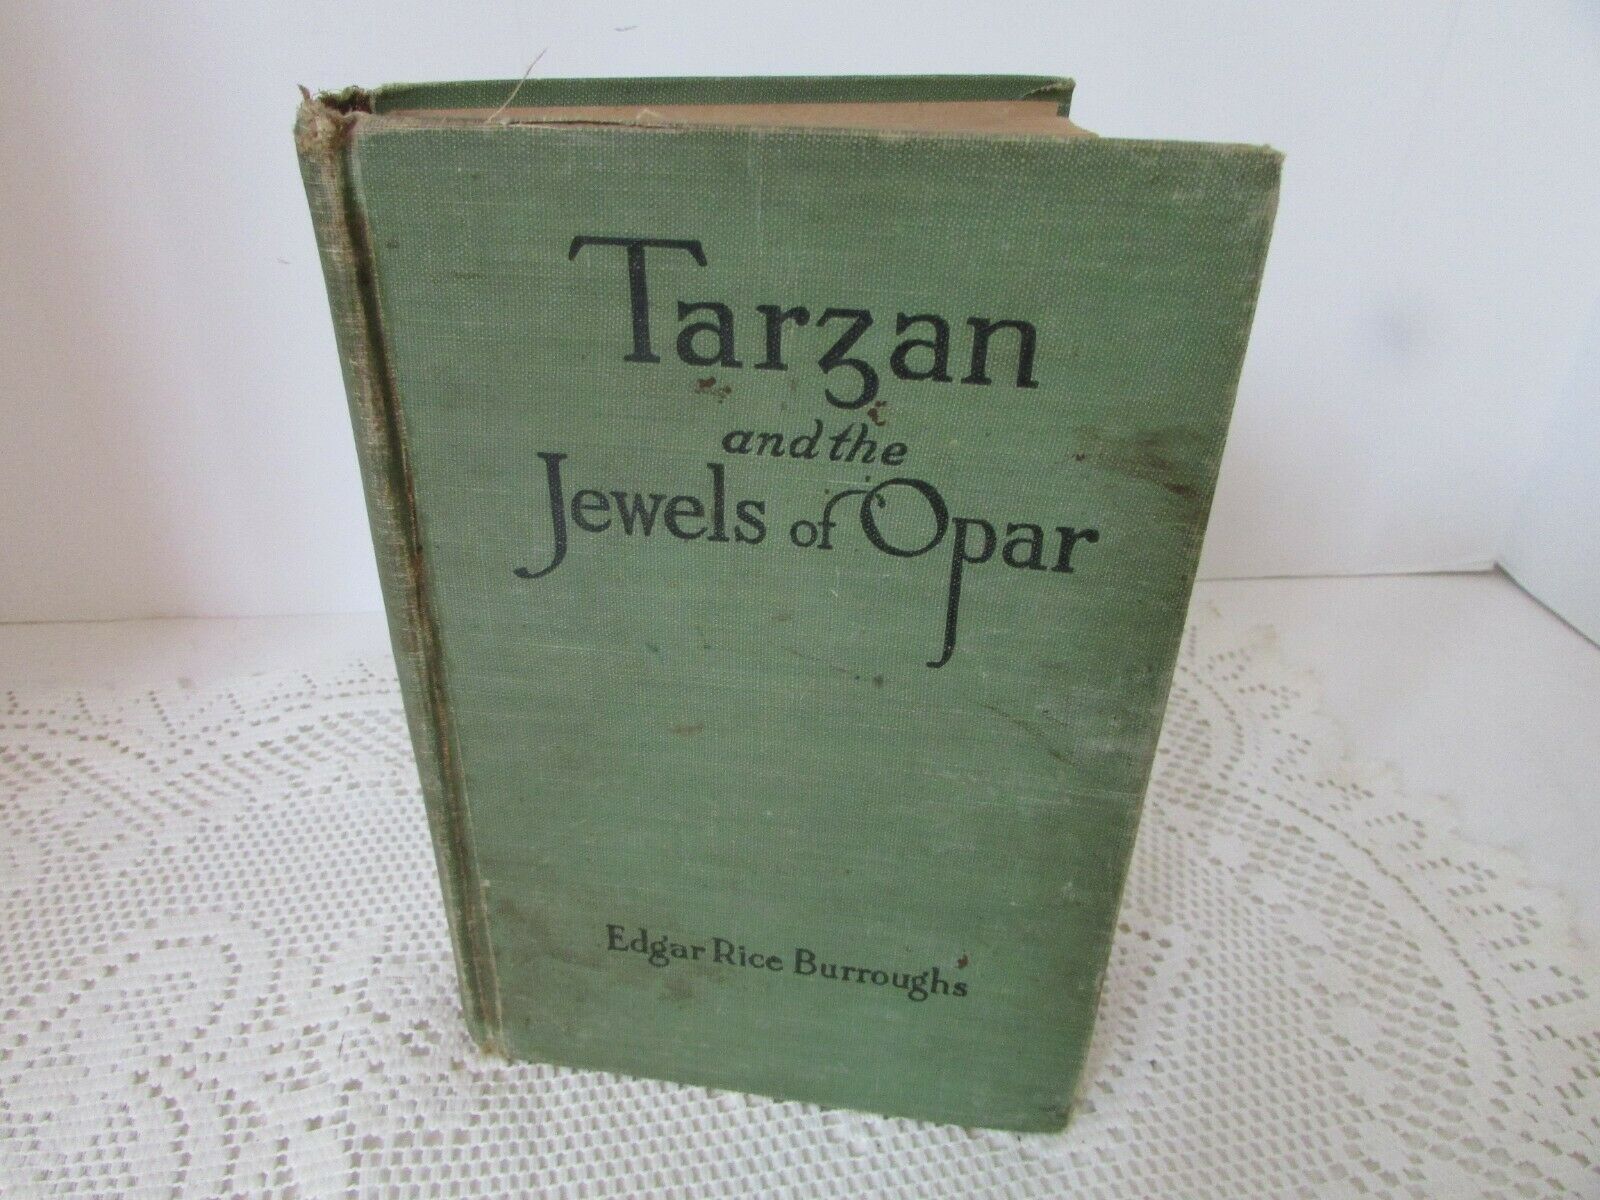 Tarzan
and the
Jewels of Opar
Edgar Rice Burroughs